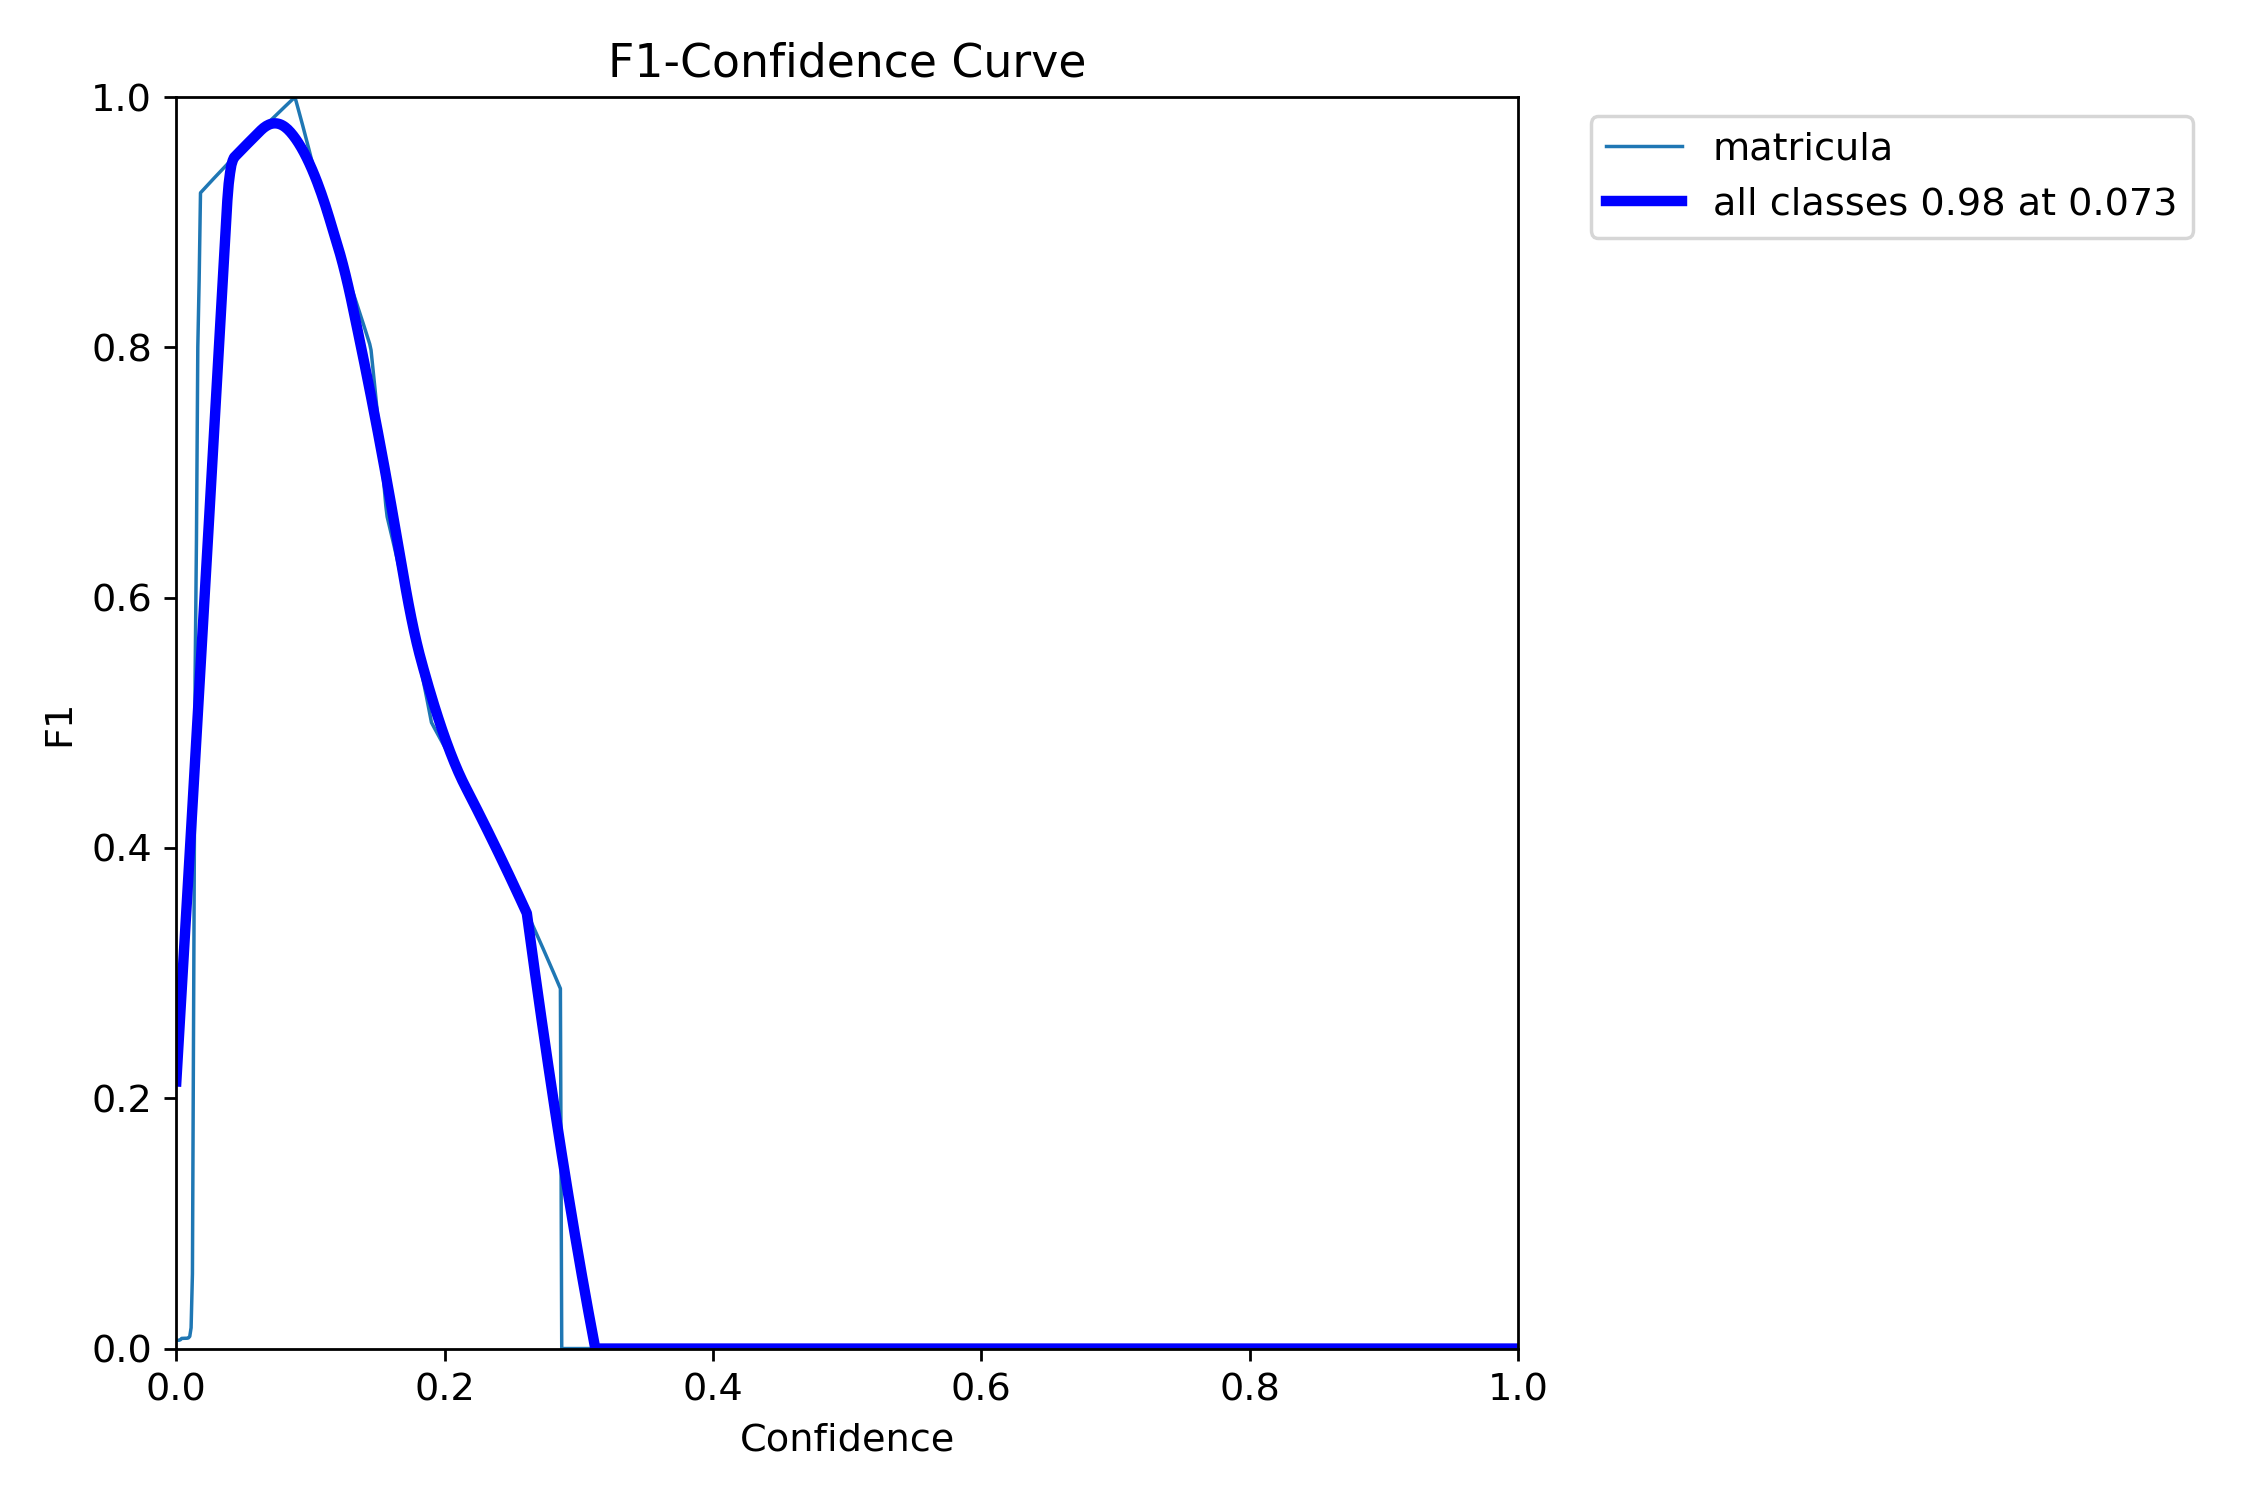 F1-Confidence Curve
matricula
all classes 0.98 at 0.073
1.0
0.8
0.6
0.4
0.2
0.0
F1
0.0 0.2 0.4 0.6 0.8 1.0
Confidence